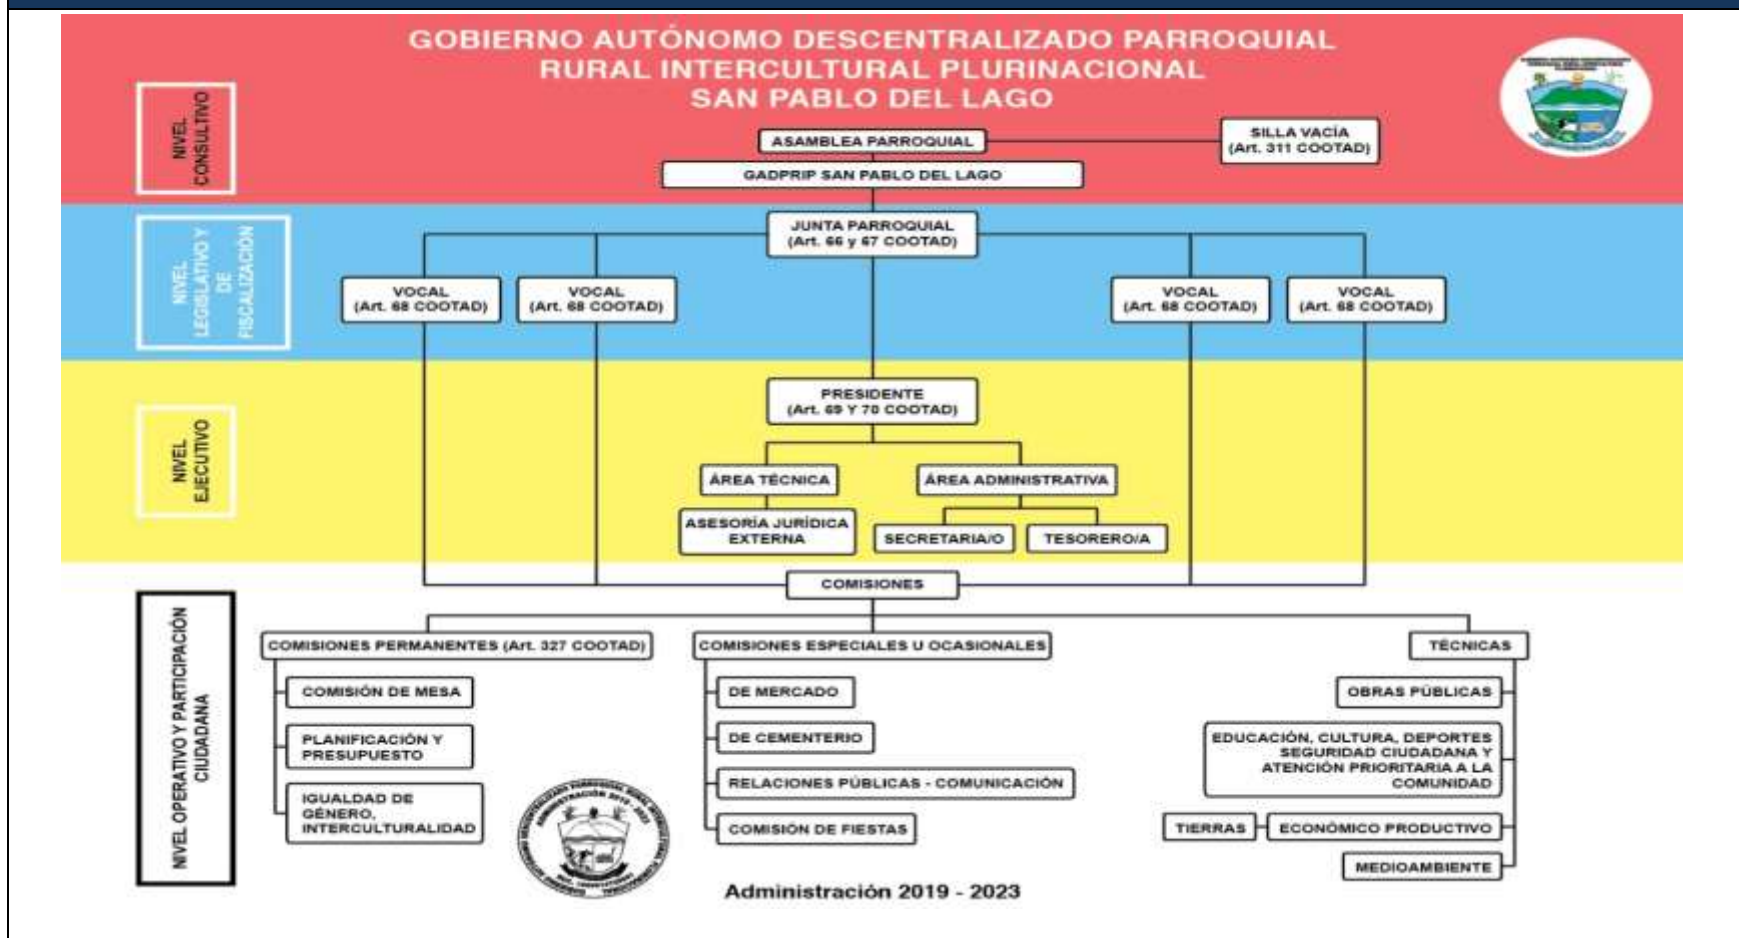 GOBIERNO AUTÓNOMO DESCENTRALIZADO PARROQUIAL
RURAL INTERCULTURAL PLURINACIONAL
SAN PABLO DEL LAGO
NIVEL
CONSULTIVO
ASAMBLEA PARROQUIAL
SILLA VACÍA
(Art. 311 COOTAD)
GADPRIP SAN PABLO DEL LAGO
NIVEL
LEGISLATIVO Y
DE
FISCALIZACIÓN
JUNTA PARROQUIAL
(Art. 66 y 67 COOTAD)
VOCAL
(Art. 68 COOTAD)
VOCAL
(Art. 68 COOTAD)
VOCAL
(Art. 68 COOTAD)
VOCAL
(Art. 68 COOTAD)
NIVEL
EJECUTIVO
PRESIDENTE
(Art. 69 Y 70 COOTAD)
ÁREA TÉCNICA
ÁREA ADMINISTRATIVA
ASESORÍA JURÍDICA
EXTERNA
SECRETARIA/O
TESORERO/A
NIVEL OPERATIVO Y PARTICIPACIÓN
CIUDADANA
COMISIONES
COMISIONES PERMANENTES (Art. 327 COOTAD)
COMISIÓN DE MESA
PLANIFICACIÓN Y
PRESUPUESTO
IGUALDAD DE
GÉNERO,
INTERCULTURALIDAD
COMISIONES ESPECIALES U OCASIONALES
DE MERCADO
DE CEMENTERIO
RELACIONES PÚBLICAS - COMUNICACIÓN
COMISIÓN DE FIESTAS
TÉCNICAS
OBRAS PÚBLICAS
EDUCACIÓN, CULTURA, DEPORTES
SEGURIDAD CIUDADANA Y
ATENCIÓN PRIORITARIA A LA
COMUNIDAD
TIERRAS
ECONÓMICO PRODUCTIVO
MEDIOAMBIENTE
ADMINISTRACIÓN 2019 - 2023
Administración 2019 - 2023